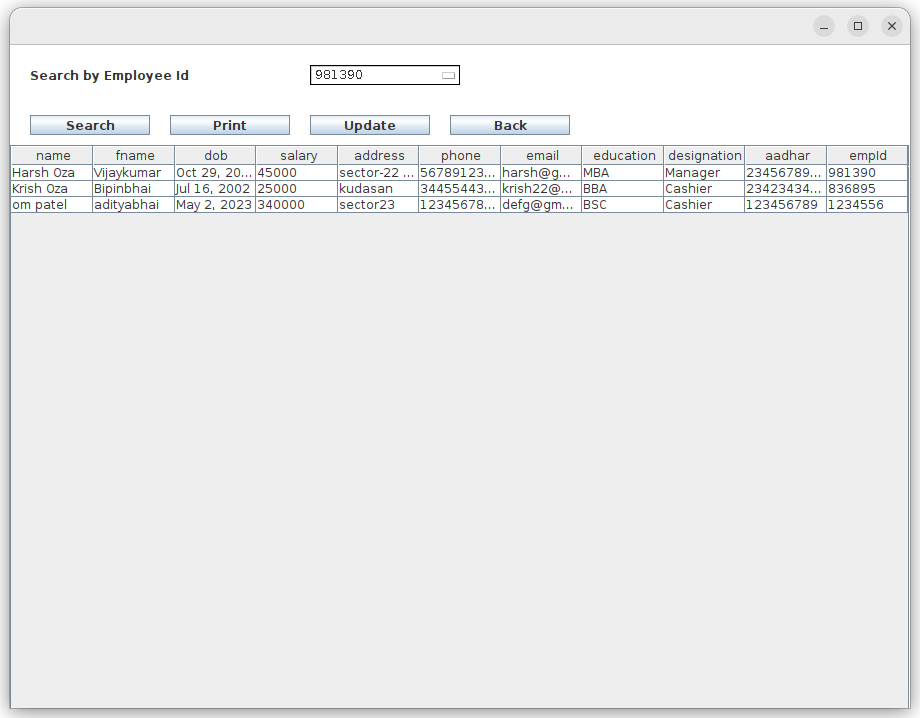 Search by Employee Id 981390
Search Print Update Back
name fname dob salary address phone email education designation aadhar empId
Harsh Oza Vijaykumar Oct 29, 20... 45000 sector-22 ... 56789123... harsh@g... MBA Manager 23456789... 981390
Krish Oza Bipinbhai Jul 16, 2002 25000 kudasan 34455443... krish22@... BBA Cashier 23423434... 836895
om patel adityabhai May 2, 2023 340000 sector23 12345678... defg@gm... BSC Cashier 123456789 1234556